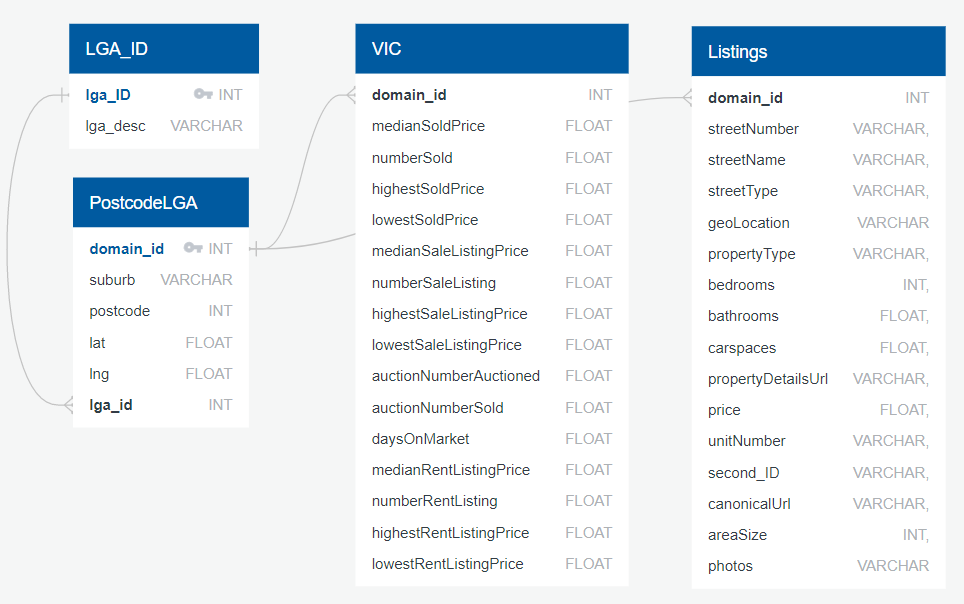 LGA_ID
lga_ID INT
lga_desc VARCHAR
PostcodeLGA
domain_id INT
suburb VARCHAR
postcode INT
lat FLOAT
lng FLOAT
lga_id INT
VIC
domain_id INT
medianSoldPrice FLOAT
numberSold FLOAT
highestSoldPrice FLOAT
lowestSoldPrice FLOAT
medianSaleListingPrice FLOAT
numberSaleListing FLOAT
highestSaleListingPrice FLOAT
lowestSaleListingPrice FLOAT
auctionNumberAuctioned FLOAT
auctionNumberSold FLOAT
daysOnMarket FLOAT
medianRentListingPrice FLOAT
numberRentListing FLOAT
highestRentListingPrice FLOAT
lowestRentListingPrice FLOAT
Listings
domain_id INT
streetNumber VARCHAR,
streetName VARCHAR,
streetType VARCHAR,
geoLocation VARCHAR
propertyType VARCHAR,
bedrooms INT,
bathrooms FLOAT,
carspaces FLOAT,
propertyDetailsUrl VARCHAR,
price FLOAT,
unitNumber VARCHAR,
second_ID VARCHAR,
canonicalUrl VARCHAR,
areaSize INT,
photos VARCHAR